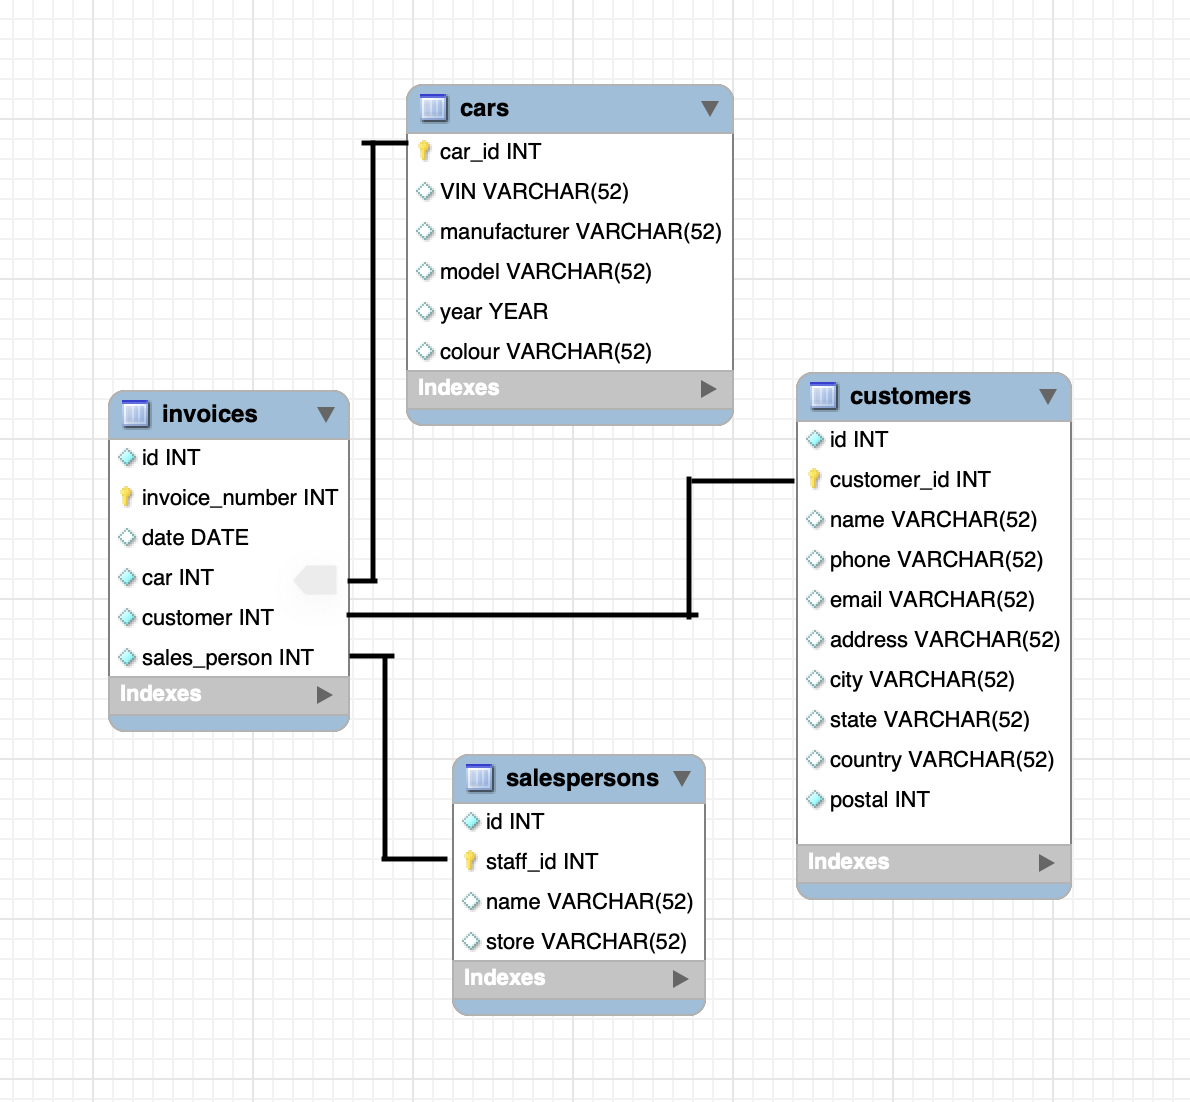 cars
car_id INT
VIN VARCHAR(52)
manufacturer VARCHAR(52)
model VARCHAR(52)
year YEAR
colour VARCHAR(52)
Indexes
invoices
id INT
invoice_number INT
date DATE
car INT
customer INT
sales_person INT
Indexes
customers
id INT
customer_id INT
name VARCHAR(52)
phone VARCHAR(52)
email VARCHAR(52)
address VARCHAR(52)
city VARCHAR(52)
state VARCHAR(52)
country VARCHAR(52)
postal INT
Indexes
salespersons
id INT
staff_id INT
name VARCHAR(52)
store VARCHAR(52)
Indexes